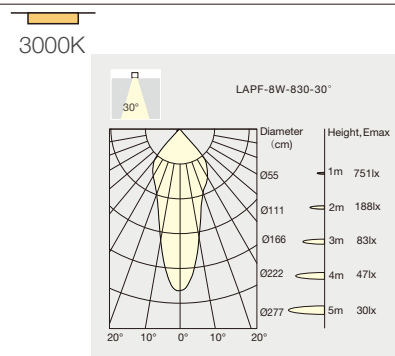 3000K
LAPF-8W-830-30°
30°
Diameter Height, Emax
(cm)
Ø55 1m 751lx
Ø111 2m 188lx
Ø166 3m 83lx
Ø222 4m 47lx
Ø277 5m 30lx
20° 10° 0° 10° 20°